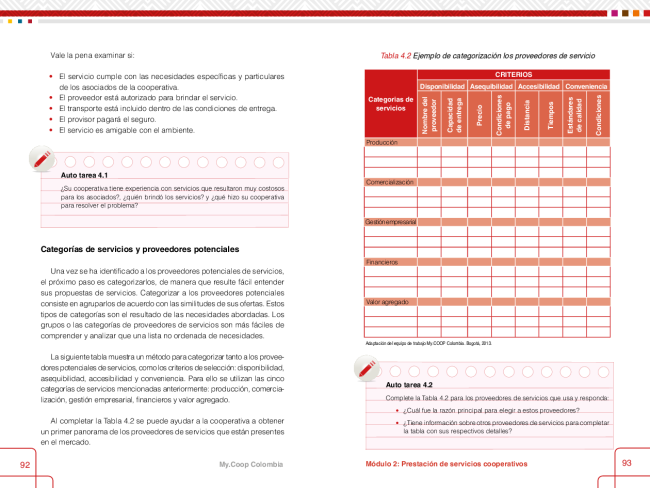 Vale la pena examinar si:
• El servicio cumple con las necesidades específicas y particulares
de los asociados de la cooperativa.
• El proveedor está autorizado para brindar el servicio.
• El transporte está incluido dentro de las condiciones de entrega.
• El provisor pagará el seguro.
• El servicio es amigable con el ambiente.
Auto tarea 4.1
¿Su cooperativa tiene experiencia con servicios que resultaron muy costosos
para los asociados?, ¿quién brindó los servicios? y ¿qué hizo su cooperativa
para resolver el problema?
Categorías de servicios y proveedores potenciales
Una vez se ha identificado a los proveedores potenciales de servicios,
el próximo paso es categorizarlos, de manera que resulte fácil entender
sus propuestas de servicios. Categorizar a los proveedores potenciales
consiste en agruparlos de acuerdo con las similitudes de sus ofertas. Estos
tipos de categorías son el resultado de las necesidades abordadas. Los
grupos o las categorías de proveedores de servicios son más fáciles de
comprender y analizar que una lista no ordenada de necesidades.
La siguiente tabla muestra un método para categorizar tanto a los provee-
dores potenciales de servicios, como los criterios de selección: disponibilidad,
asequibilidad, accesibilidad y conveniencia. Para ello se utilizan las cinco
categorías de servicios mencionadas anteriormente: producción, comercia-
lización, gestión empresarial, financieros y valor agregado.
Al completar la Tabla 4.2 se puede ayudar a la cooperativa a obtener
un primer panorama de los proveedores de servicios que están presentes
en el mercado.
92
My.Coop Colombia
Tabla 4.2 Ejemplo de categorización los proveedores de servicio
Categorías de
servicios
CRITERIOS
Disponibilidad Asequibilidad Accesibilidad Conveniencia
Nombre del
proveedor
Capacidad
de entrega
Precio
Condiciones
de pago
Distancia
Tiempos
Estándares
de calidad
Condiciones
Producción
Comercialización
Gestión empresarial
Financieros
Valor agregado
Adaptación del equipo de trabajo My.COOP Colombia. Bogotá, 2013.
Auto tarea 4.2
Complete la Tabla 4.2 para los proveedores de servicios que usa y responda:
• ¿Cuál fue la razón principal para elegir a estos proveedores?
• ¿Tiene información sobre otros proveedores de servicios para completar
la tabla con sus respectivos detalles?
Módulo 2: Prestación de servicios cooperativos
93